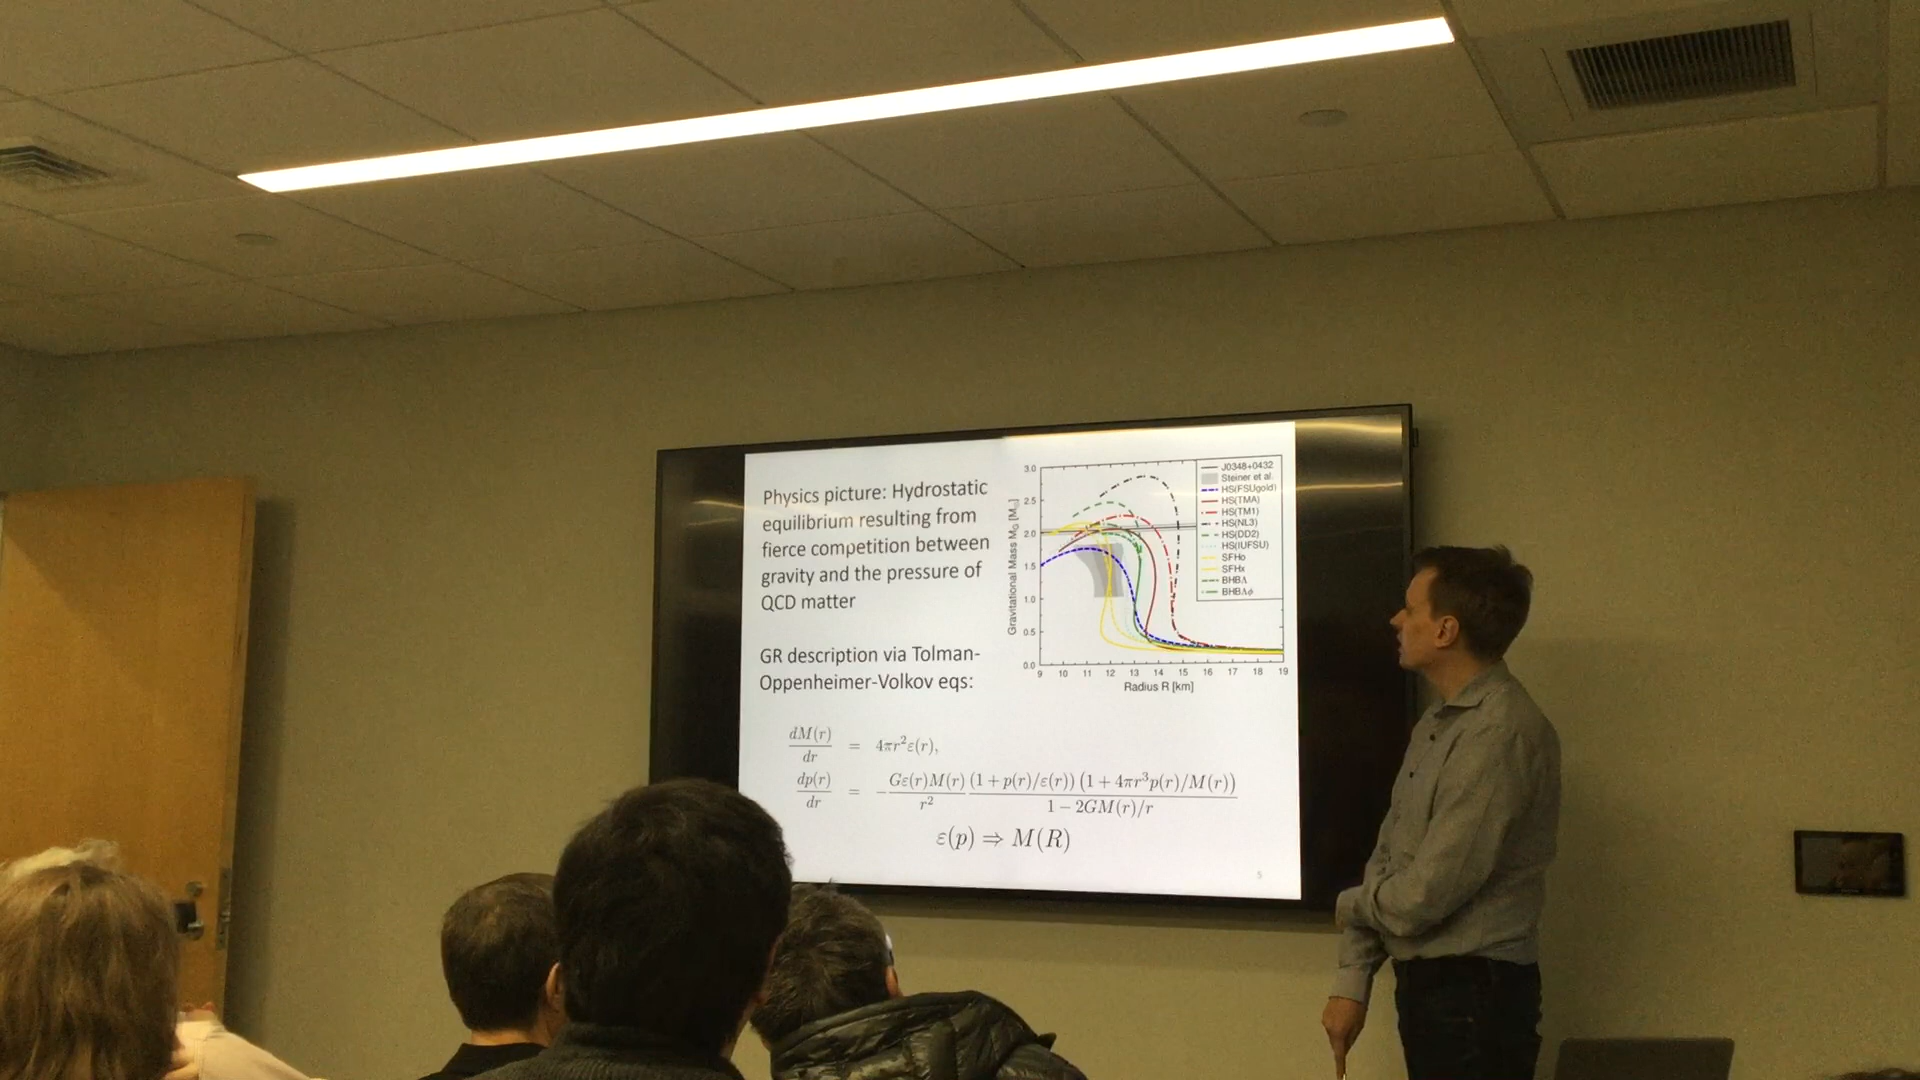 Physics picture: Hydrostatic
equilibrium resulting from
fierce competition between
gravity and the pressure of
QCD matter
GR description via Tolman-
Oppenheimer-Volkov eqs:
dM(r)/dr = 4πr²ε(r),
dp(r)/dr = −Gε(r)M(r)/r² (1 + p(r)/ε(r)) (1 + 4πr³p(r)/M(r))/1 − 2GM(r)/r
ε(p) ⇒ M(R)
5
Gravitational Mass M_G [M_☉]
3.0
2.5
2.0
1.5
1.0
0.5
0.0
9 10 11 12 13 14 15 16 17 18 19
Radius R [km]
J0348+0432
Steiner et al.
HS(FSUgold)
HS(TMA)
HS(TM1)
HS(NL3)
HS(DD2)
HS(IUFSU)
SFHo
SFHx
BHBΛ
BHBΛϕ